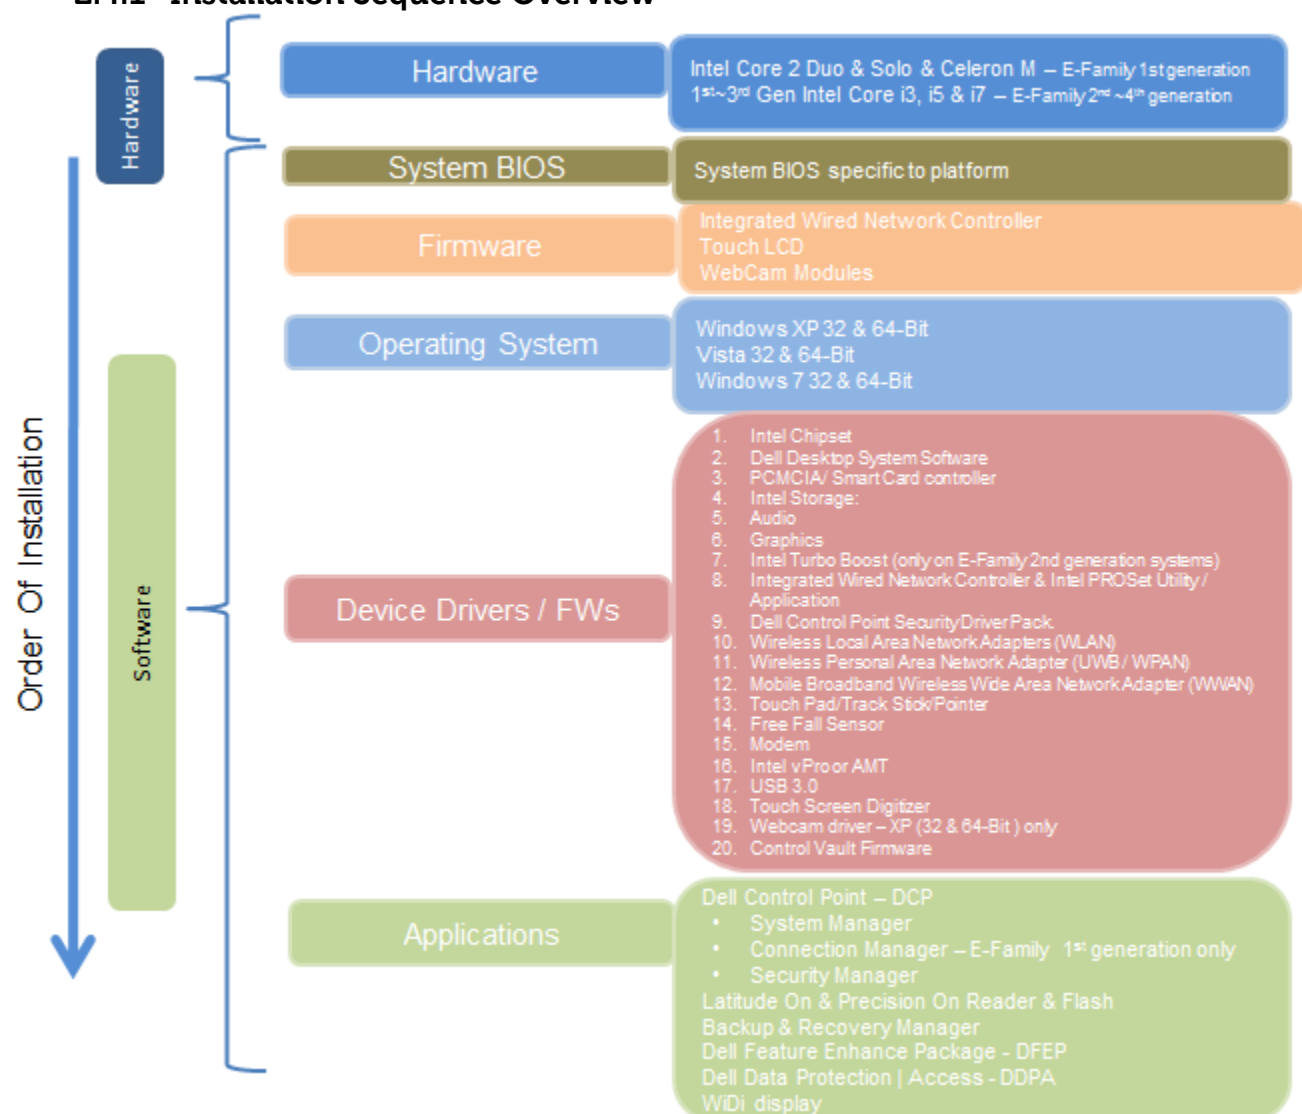 Installation Sequence Overview
Hardware
Hardware
Intel Core 2 Duo & Solo & Celeron M – E-Family 1st generation
1st~3rd Gen Intel Core i3, i5 & i7 – E-Family 2nd ~4th generation
System BIOS
System BIOS specific to platform
Firmware
Integrated Wired Network Controller
Touch LCD
WebCam Modules
Operating System
Windows XP 32 & 64-Bit
Vista 32 & 64-Bit
Windows 7 32 & 64-Bit
Order Of Installation
Software
Device Drivers / FWs
1. Intel Chipset
2. Dell Desktop System Software
3. PCMCIA/ Smart Card controller
4. Intel Storage:
5. Audio
6. Graphics
7. Intel Turbo Boost (only on E-Family 2nd generation systems)
8. Integrated Wired Network Controller & Intel PROSet Utility /
Application
9. Dell Control Point Security Driver Pack.
10. Wireless Local Area Network Adapters (WLAN)
11. Wireless Personal Area Network Adapter (UWB / WPAN)
12. Mobile Broadband Wireless Wide Area Network Adapter (WWAN)
13. Touch Pad/Track Stick/Pointer
14. Free Fall Sensor
15. Modem
16. Intel vPro or AMT
17. USB 3.0
18. Touch Screen Digitizer
19. Webcam driver – XP (32 & 64-Bit ) only
20. Control Vault Firmware
Applications
Dell Control Point – DCP
• System Manager
• Connection Manager – E-Family 1st generation only
• Security Manager
Latitude On & Precision On Reader & Flash
Backup & Recovery Manager
Dell Feature Enhance Package - DFEP
Dell Data Protection | Access - DDPA
WiDi display